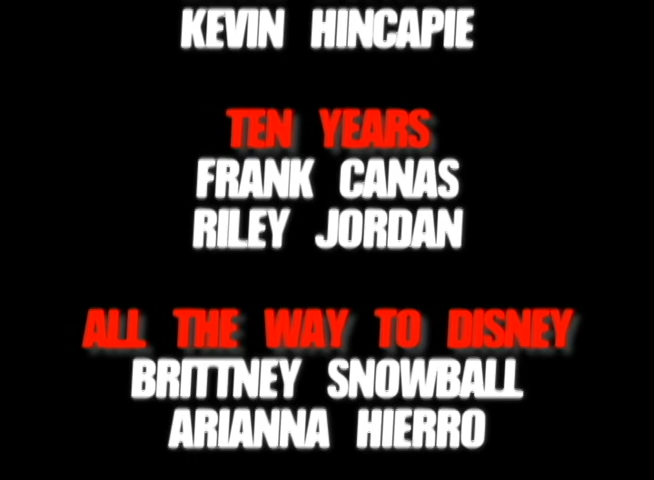 KEVIN HINCAPIE
TEN YEARS
FRANK CANAS
RILEY JORDAN
ALL THE WAY TO DISNEY
BRITTNEY SNOWBALL
ARIANNA HIERRO